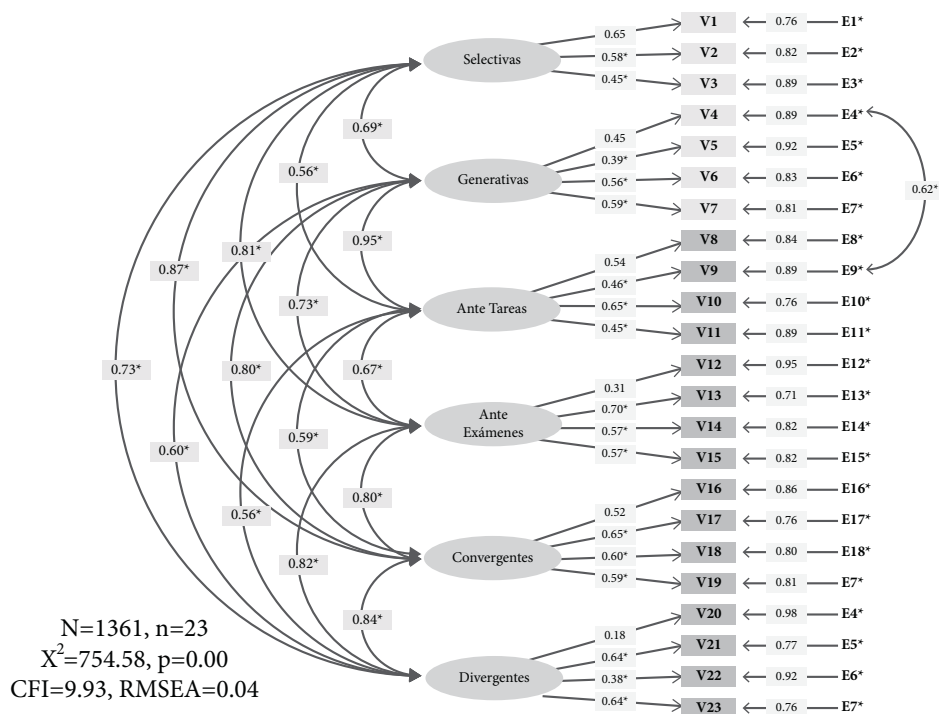 V1 0.76 E1*
0.65
Selectivas 0.58* V2 0.82 E2*
0.45* V3 0.89 E3*
0.69* 0.45 V4 0.89 E4*
0.56* 0.39* V5 0.92 E5*
Generativas 0.56* V6 0.83 E6* 0.62*
0.59* V7 0.81 E7*
0.87* 0.81* 0.95* 0.54 V8 0.84 E8*
0.46* V9 0.89 E9*
0.73* Ante Tareas 0.65* V10 0.76 E10*
0.45* V11 0.89 E11*
0.73* 0.80* 0.67* 0.31 V12 0.95 E12*
0.70* V13 0.71 E13*
Ante
Exámenes
0.60* 0.59* 0.57* V14 0.82 E14*
0.57* V15 0.82 E15*
0.56* 0.80* 0.52 V16 0.86 E16*
0.65* V17 0.76 E17*
0.82* Convergentes 0.60* V18 0.80 E18*
0.59* V19 0.81 E7*
0.84* 0.18 V20 0.98 E4*
0.64* V21 0.77 E5*
Divergentes 0.38* V22 0.92 E6*
0.64* V23 0.76 E7*
N=1361, n=23
X²=754.58, p=0.00
CFI=9.93, RMSEA=0.04